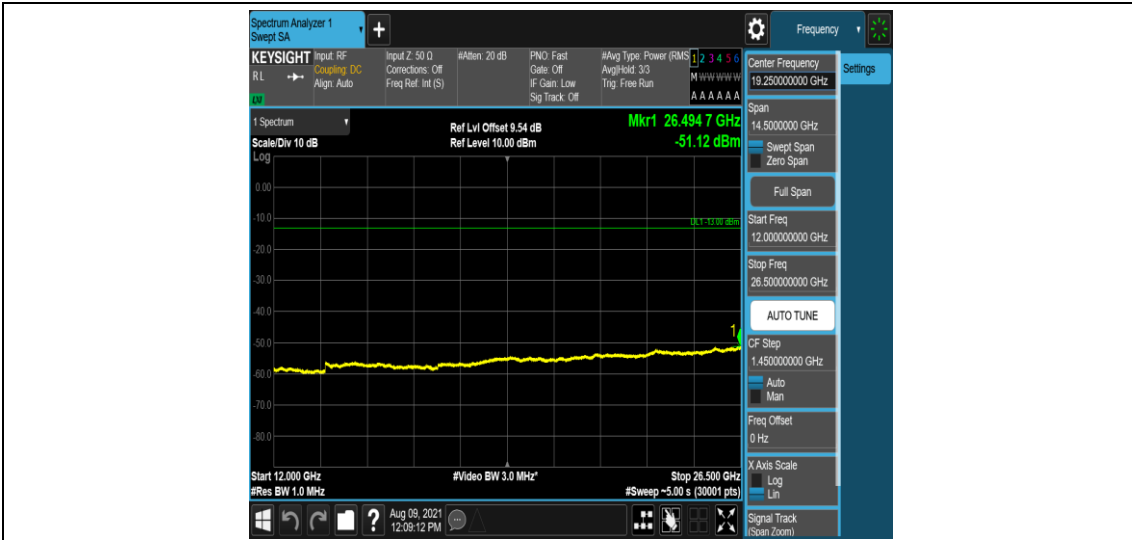 Spectrum Analyzer 1
Swept SA
+
Frequency
KEYSIGHT
RL
LXI
Input: RF
Coupling: DC
Align: Auto
Input Z: 50 Ω
Corrections: Off
Freq Ref: Int (S)
#Atten: 20 dB
PNO: Fast
Gate: Off
IF Gain: Low
Sig Track: Off
#Avg Type: Power (RMS
Avg|Hold: 3/3
Trig: Free Run
1 2 3 4 5 6
M W W W W W
A A A A A A
1 Spectrum
Scale/Div 10 dB
Log
Ref Lvl Offset 9.54 dB
Ref Level 10.00 dBm
Mkr1 26.494 7 GHz
-51.12 dBm
0.00
-10.0
DL1 -13.00 dBm
-20.0
-30.0
-40.0
1
-50.0
-60.0
-70.0
-80.0
Start 12.000 GHz
#Res BW 1.0 MHz
#Video BW 3.0 MHz*
Stop 26.500 GHz
#Sweep ~5.00 s (30001 pts)
Center Frequency
19.250000000 GHz
Settings
Span
14.5000000 GHz
Swept Span
Zero Span
Full Span
Start Freq
12.000000000 GHz
Stop Freq
26.500000000 GHz
AUTO TUNE
CF Step
1.450000000 GHz
Auto
Man
Freq Offset
0 Hz
X Axis Scale
Log
Lin
Signal Track
(Span Zoom)
?
Aug 09, 2021
12:09:12 PM